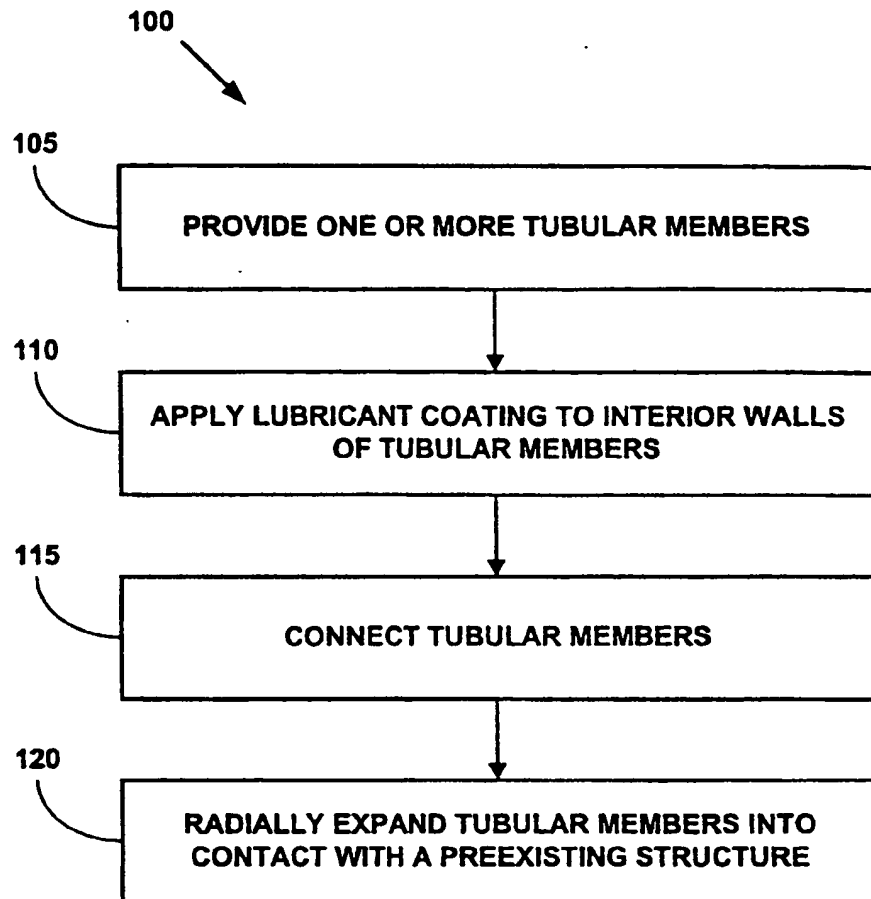 100
105
PROVIDE ONE OR MORE TUBULAR MEMBERS
110
APPLY LUBRICANT COATING TO INTERIOR WALLS
OF TUBULAR MEMBERS
115
CONNECT TUBULAR MEMBERS
120
RADIALLY EXPAND TUBULAR MEMBERS INTO
CONTACT WITH A PREEXISTING STRUCTURE